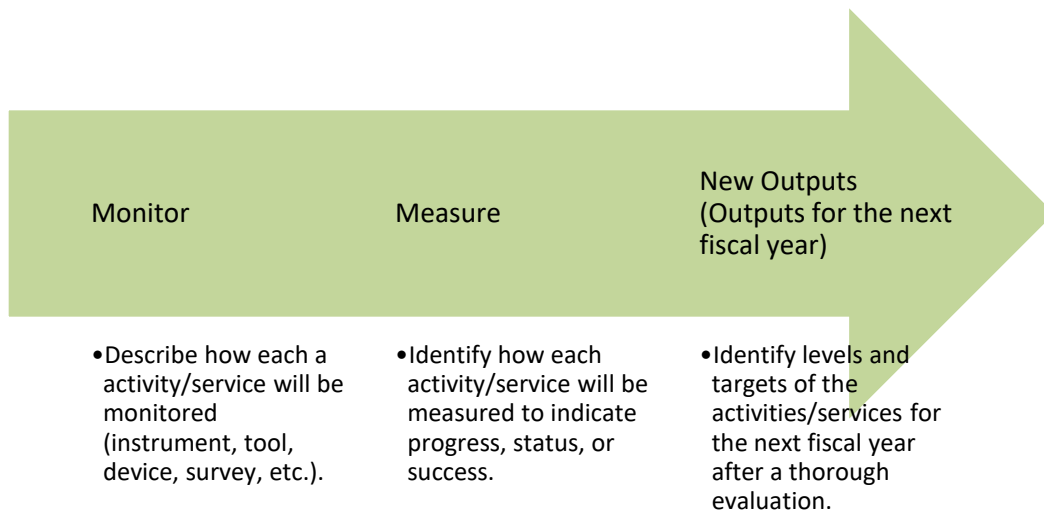 Monitor
Measure
New Outputs
(Outputs for the next
fiscal year)
•Describe how each a
activity/service will be
monitored
(instrument, tool,
device, survey, etc.).
•Identify how each
activity/service will be
measured to indicate
progress, status, or
success.
•Identify levels and
targets of the
activities/services for
the next fiscal year
after a thorough
evaluation.